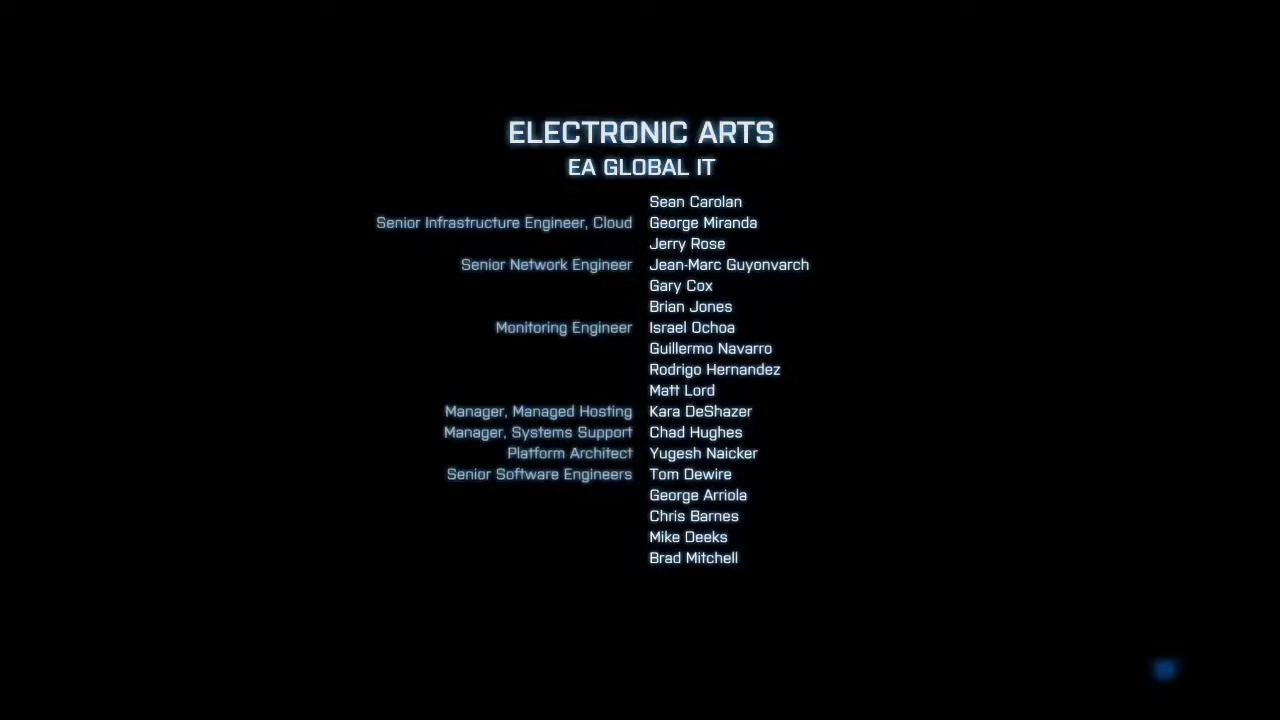 ELECTRONIC ARTS
EA GLOBAL IT
Sean Carolan
Senior Infrastructure Engineer, Cloud George Miranda
Jerry Rose
Senior Network Engineer Jean-Marc Guyonvarch
Gary Cox
Brian Jones
Monitoring Engineer Israel Ochoa
Guillermo Navarro
Rodrigo Hernandez
Matt Lord
Manager, Managed Hosting Kara DeShazer
Manager, Systems Support Chad Hughes
Platform Architect Yugesh Naicker
Senior Software Engineers Tom Dewire
George Arriola
Chris Barnes
Mike Deeks
Brad Mitchell